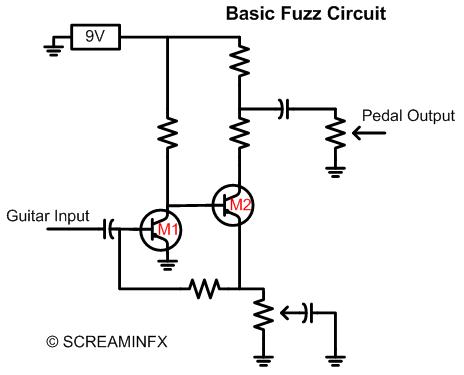 Basic Fuzz Circuit
9V
Pedal Output
M2
Guitar Input
M1
© SCREAMINFX